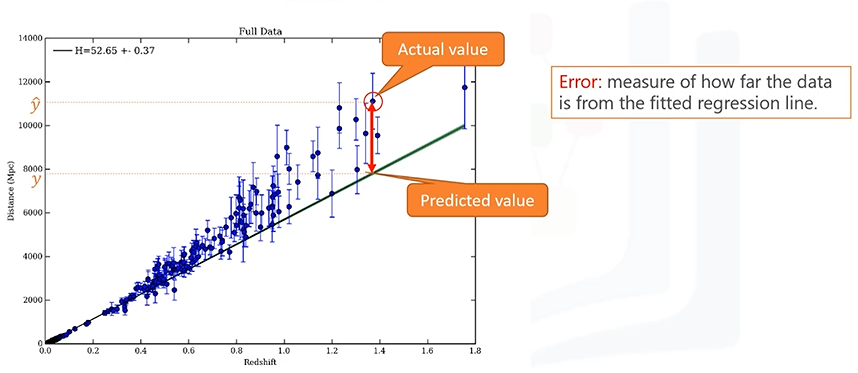 Full Data
H=52.65 +- 0.37
Actual value
Error: measure of how far the data
is from the fitted regression line.
Predicted value
14000
12000
ŷ
10000
8000
y
6000
4000
2000
0
Distance (Mpc)
0.0 0.2 0.4 0.6 0.8 1.0 1.2 1.4 1.6 1.8
Redshift